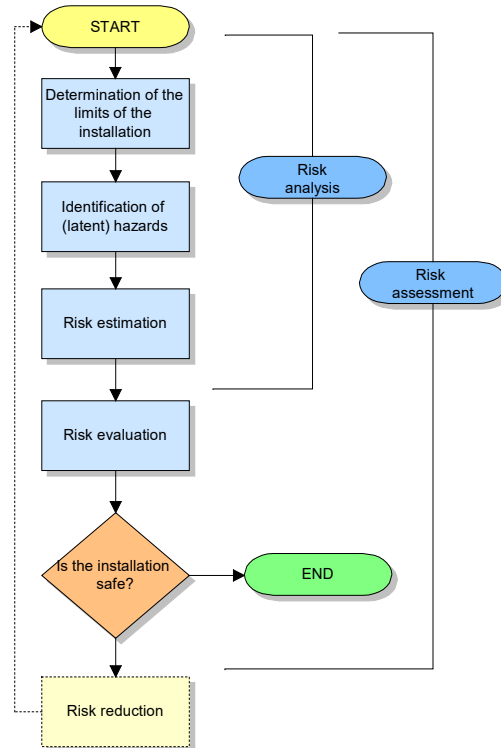 START
Determination of the
limits of the
installation
Risk
analysis
Identification of
(latent) hazards
Risk
assessment
Risk estimation
Risk evaluation
Is the installation
safe?
END
Risk reduction